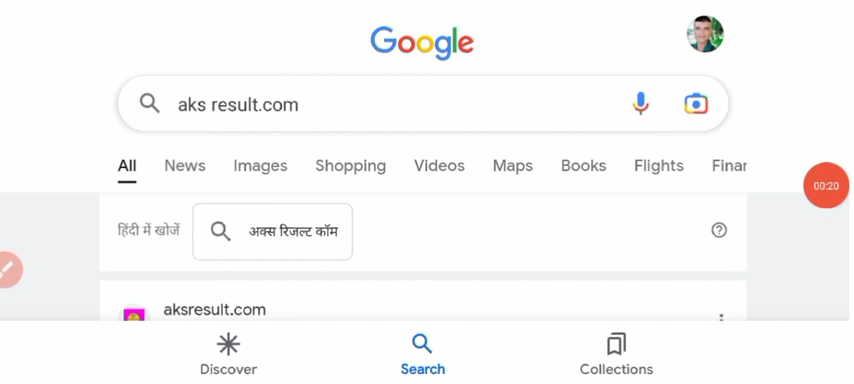 Google
aks result.com
All News Images Shopping Videos Maps Books Flights Finar
00:20
हिंदी में खोजें अक्स रिजल्ट कॉम
aksresult.com
Discover Search Collections